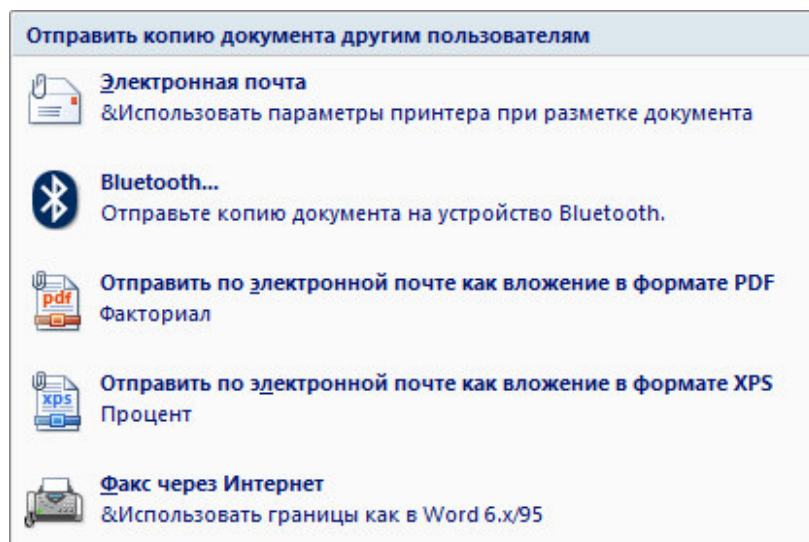 Отправить копию документа другим пользователям
Электронная почта
&Использовать параметры принтера при разметке документа
Bluetooth...
Отправьте копию документа на устройство Bluetooth.
Отправить по электронной почте как вложение в формате PDF
pdf
Факториал
Отправить по электронной почте как вложение в формате XPS
xps
Процент
Факс через Интернет
&Использовать границы как в Word 6.x/95